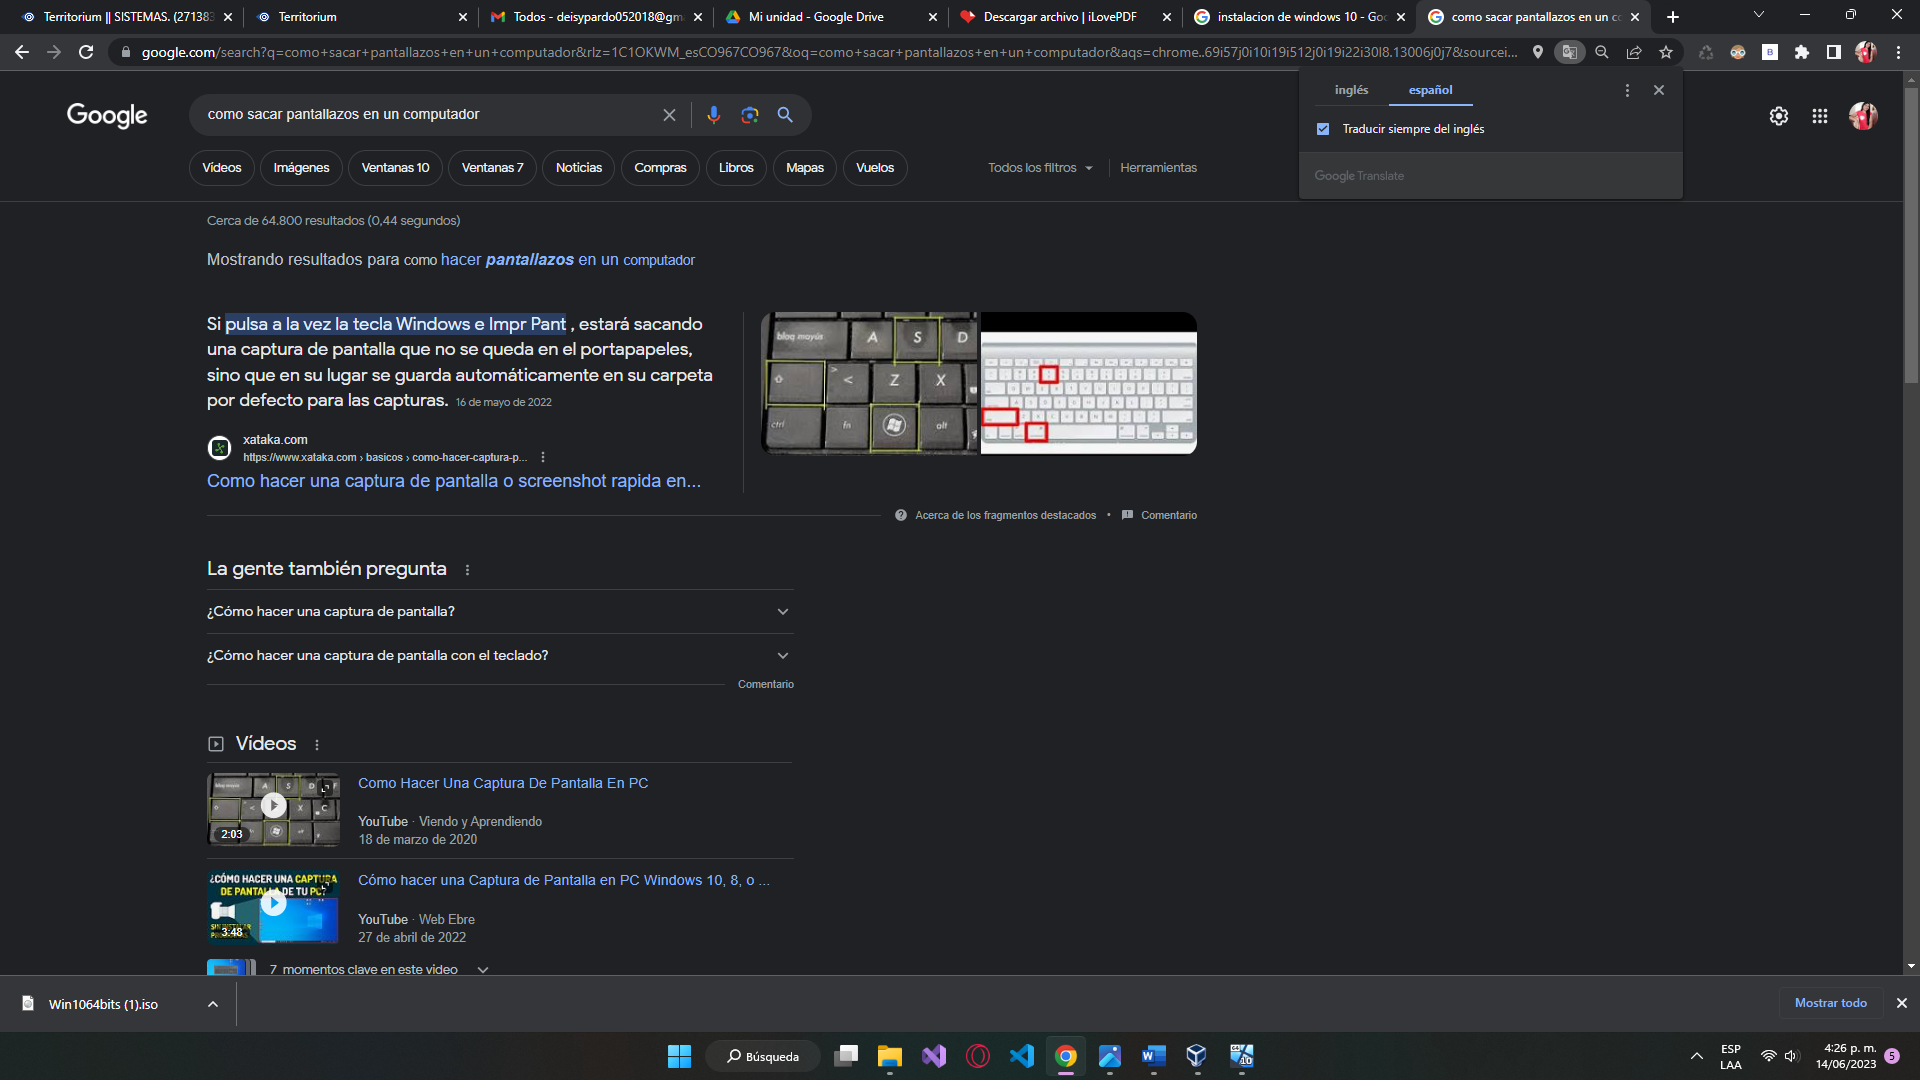 Territorium || SISTEMAS. (27138
Territorium
Todos - deisypardo052018@gm
Mi unidad - Google Drive
Descargar archivo | iLovePDF
instalacion de windows 10 - Goo
como sacar pantallazos en un co
google.com/search?q=como+sacar+pantallazos+en+un+computador&rlz=1C1OKWM_esCO967CO967&oq=como+sacar+pantallazos+en+un+computador&aqs=chrome..69i57j0i10i19i512j0i19i22i30l8.13006j0j7&sourcei...
inglés
español
Traducir siempre del inglés
Google Translate
Google
como sacar pantallazos en un computador
Vídeos
Imágenes
Ventanas 10
Ventanas 7
Noticias
Compras
Libros
Mapas
Vuelos
Todos los filtros
Herramientas
Cerca de 64.800 resultados (0,44 segundos)
Mostrando resultados para como hacer pantallazos en un computador
Si pulsa a la vez la tecla Windows e Impr Pant , estará sacando
una captura de pantalla que no se queda en el portapapeles,
sino que en su lugar se guarda automáticamente en su carpeta
por defecto para las capturas. 16 de mayo de 2022
bloq mayús
A
S
D
>
<
Z
X
ctrl
fn
alt
xataka.com
https://www.xataka.com › basicos › como-hacer-captura-p...
Como hacer una captura de pantalla o screenshot rapida en...
Acerca de los fragmentos destacados
•
Comentario
La gente también pregunta
¿Cómo hacer una captura de pantalla?
¿Cómo hacer una captura de pantalla con el teclado?
Comentario
Vídeos
2:03
Como Hacer Una Captura De Pantalla En PC
YouTube · Viendo y Aprendiendo
18 de marzo de 2020
¿CÓMO HACER UNA CAPTURA
DE PANTALLA DE TU PC?
3:48
Cómo hacer una Captura de Pantalla en PC Windows 10, 8, o ...
YouTube · Web Ebre
27 de abril de 2022
7 momentos clave en este video
Win1064bits (1).iso
Mostrar todo
Búsqueda
ESP
LAA
4:26 p. m.
14/06/2023
5